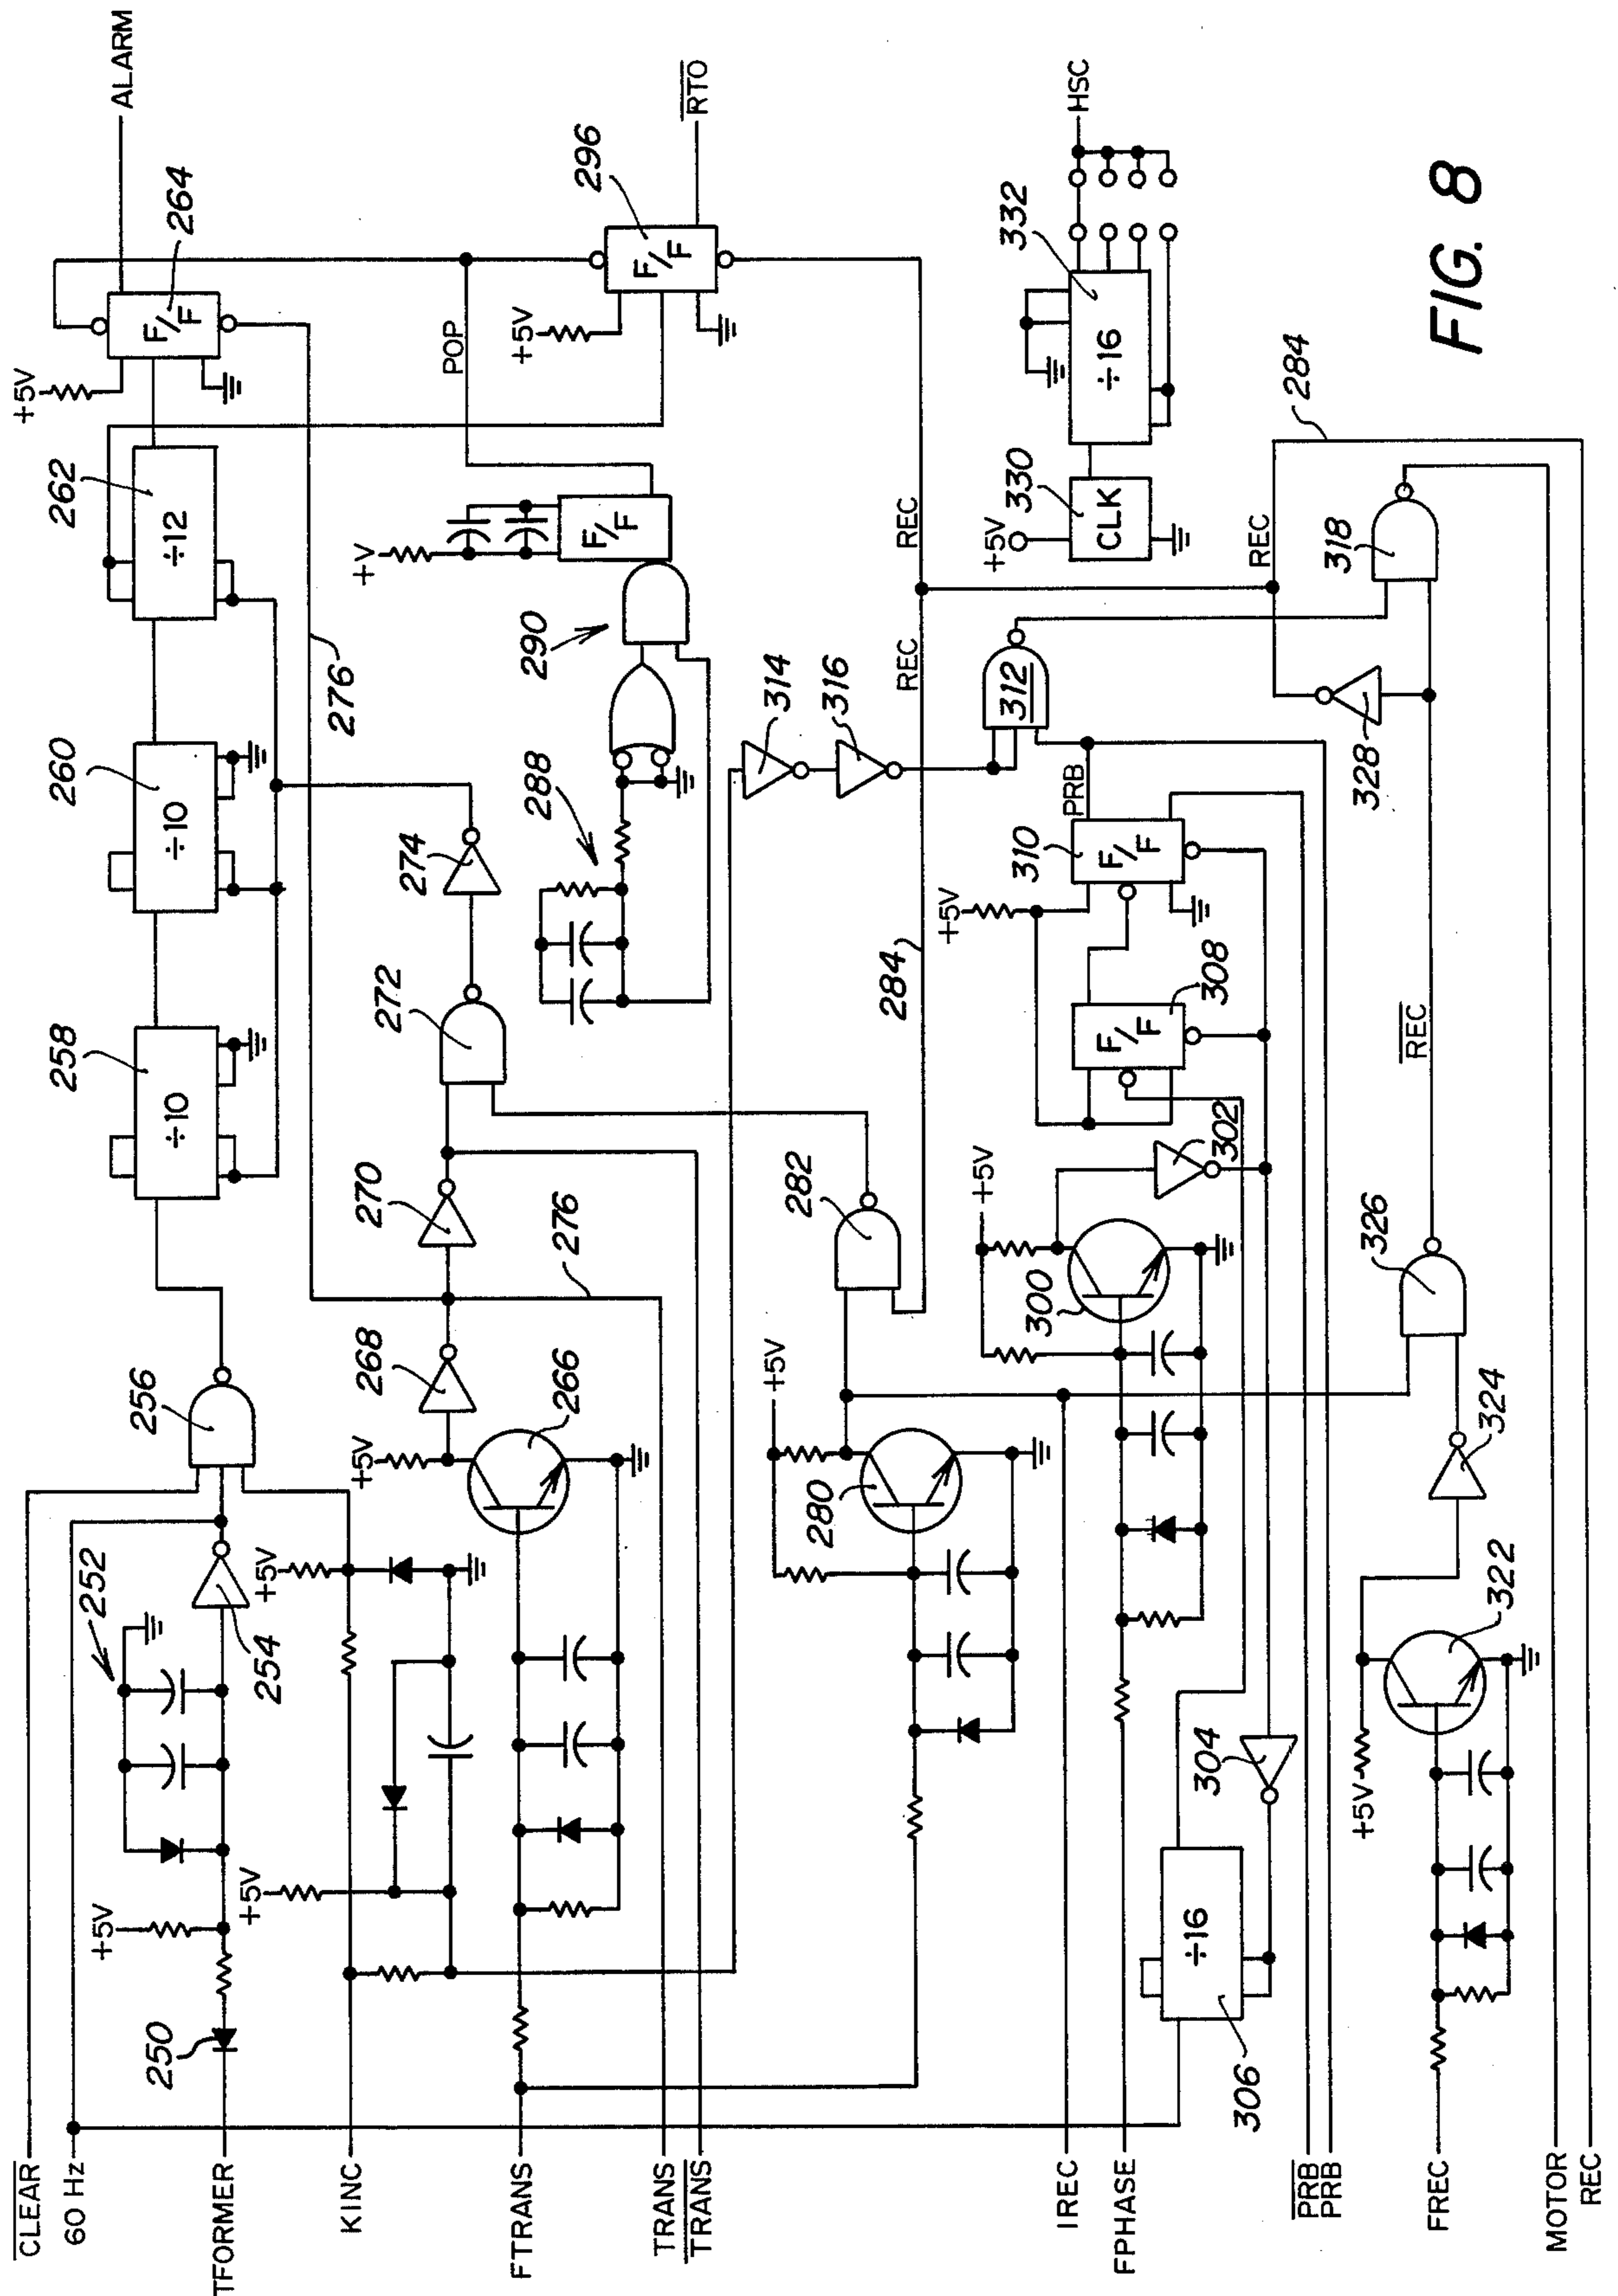 ALARM
+5V
264
F/F
262
÷12
260
÷10
258
÷10
256
252
+5V
254
250
CLEAR
60 Hz
TFORMER
KINC
FTRANS
TRANS
TRANS
+5V
+5V
+5V
268
266
270
276
272
274
276
POP
+V
F/F
290
288
+5V
296
F/F
RTO
314
316
284
REC
REC
282
+5V
280
+5V
300
302
308
F/F
+5V
310
F/F
PRB
312
+5V
330
CLK
332
÷16
HSC
REC
284
318
328
REC
326
324
322
+5V
304
÷16
306
IREC
FPHASE
PRB
PRB
FREC
MOTOR
REC
FIG. 8